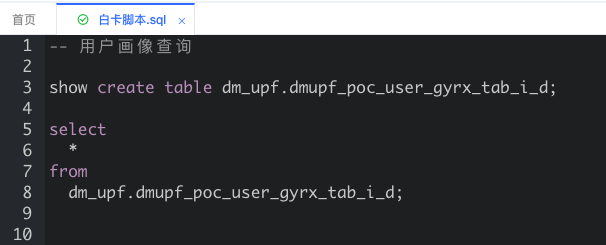 首页 白卡脚本.sql ×
1 -- 用户画像查询
2
3 show create table dm_upf.dmupf_poc_user_gyrx_tab_i_d;
4
5 select
6 *
7 from
8 dm_upf.dmupf_poc_user_gyrx_tab_i_d;
9
10